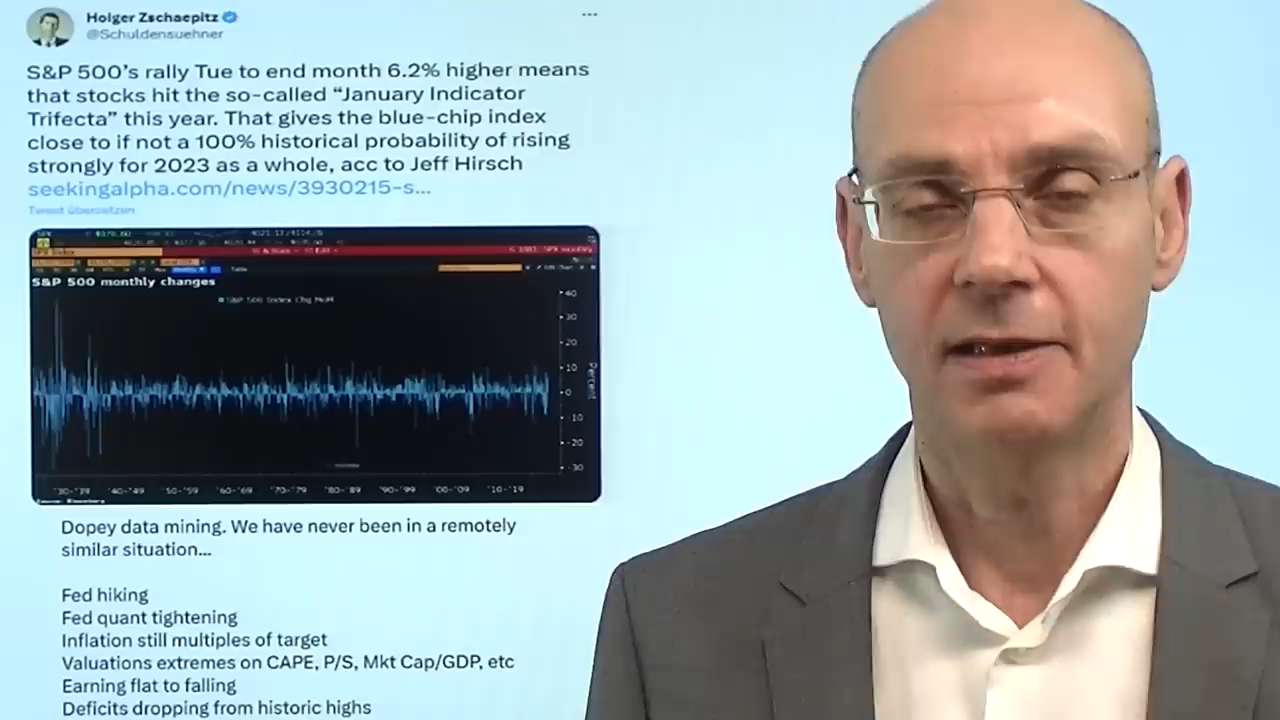 Holger Zschaepitz
@Schuldensuehner
S&P 500's rally Tue to end month 6.2% higher means
that stocks hit the so-called “January Indicator
Trifecta” this year. That gives the blue-chip index
close to if not a 100% historical probability of rising
strongly for 2023 as a whole, acc to Jeff Hirsch
seekingalpha.com/news/3930215-s...
Tweet übersetzen
S&P 500 monthly changes
S&P 500 Index Chg MoM
40
30
20
10
0
-10
-20
-30
Percent
'30-'39 '40-'49 '50-'59 '60-'69 '70-'79 '80-'89 '90-'99 '00-'09 '10-'19
Dopey data mining. We have never been in a remotely
similar situation...
Fed hiking
Fed quant tightening
Inflation still multiples of target
Valuations extremes on CAPE, P/S, Mkt Cap/GDP, etc
Earning flat to falling
Deficits dropping from historic highs